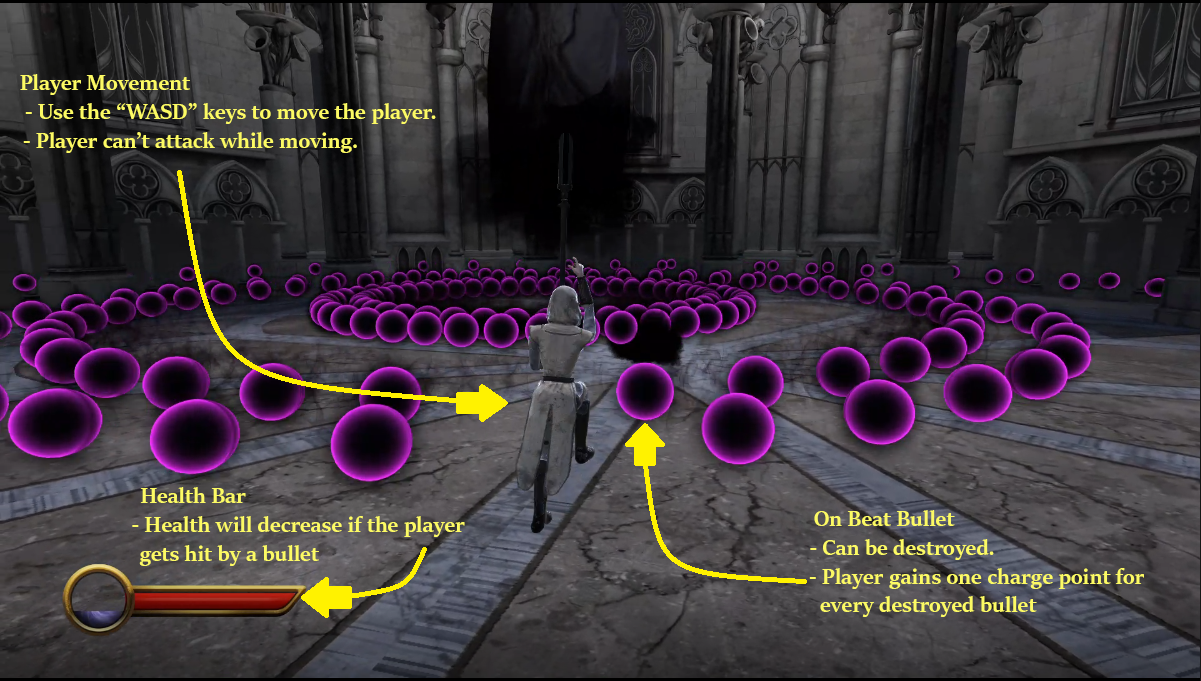 Player Movement
- Use the “WASD” keys to move the player.
- Player can’t attack while moving.
Health Bar
- Health will decrease if the player
gets hit by a bullet
On Beat Bullet
- Can be destroyed.
- Player gains one charge point for
every destroyed bullet